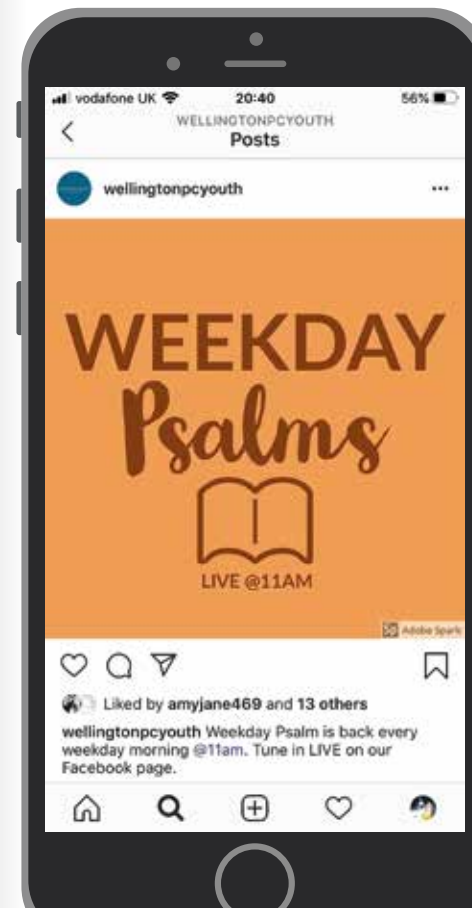 vodafone UK 20:40 56%
WELLINGTONPCYOUTH
Posts
wellingtonpcyouth
WEEKDAY
Psalms
LIVE @11AM
Adobe Spark
Liked by amyjane469 and 13 others
wellingtonpcyouth Weekday Psalm is back every
weekday morning @11am. Tune in LIVE on our
Facebook page.